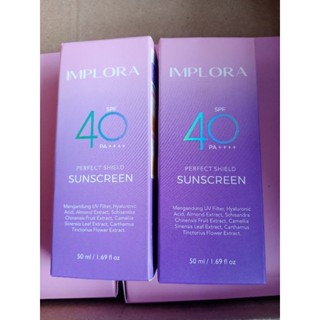 IMPLORA
SPF
40
PA++++
PERFECT SHIELD
SUNSCREEN
Mengandung UV Filter, Hyaluronic
Acid, Almond Extract, Schisandra
Chinensis Fruit Extract, Camellia
Sinensis Leaf Extract, Carthamus
Tinctorius Flower Extract.
50 ml / 1.69 fl oz
IMPLORA
SPF
40
PA++++
PERFECT SHIELD
SUNSCREEN
Mengandung UV Filter, Hyaluronic
Acid, Almond Extract, Schisandra
Chinensis Fruit Extract, Camellia
Sinensis Leaf Extract, Carthamus
Tinctorius Flower Extract.
50 ml / 1.69 fl oz